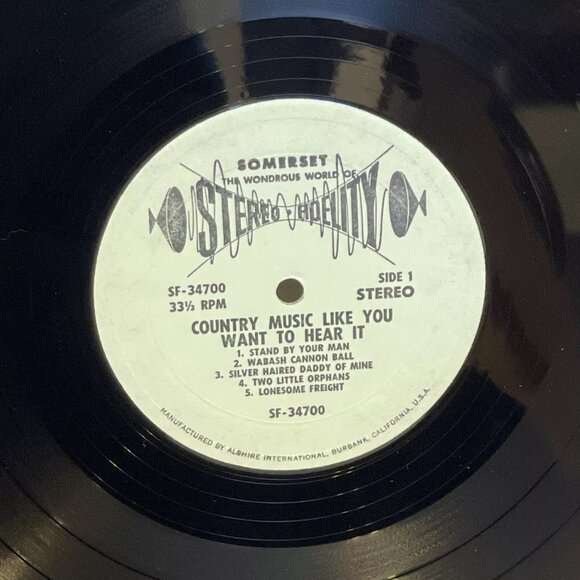 SOMERSET
THE WONDROUS WORLD OF
STEREO • FIDELITY
SF-34700
33⅓ RPM
SIDE 1
STEREO
COUNTRY MUSIC LIKE YOU
WANT TO HEAR IT
1. STAND BY YOUR MAN
2. WABASH CANNON BALL
3. SILVER HAIRED DADDY OF MINE
4. TWO LITTLE ORPHANS
5. LONESOME FREIGHT
SF-34700
MANUFACTURED BY ALSHIRE INTERNATIONAL, BURBANK, CALIFORNIA, U.S.A.